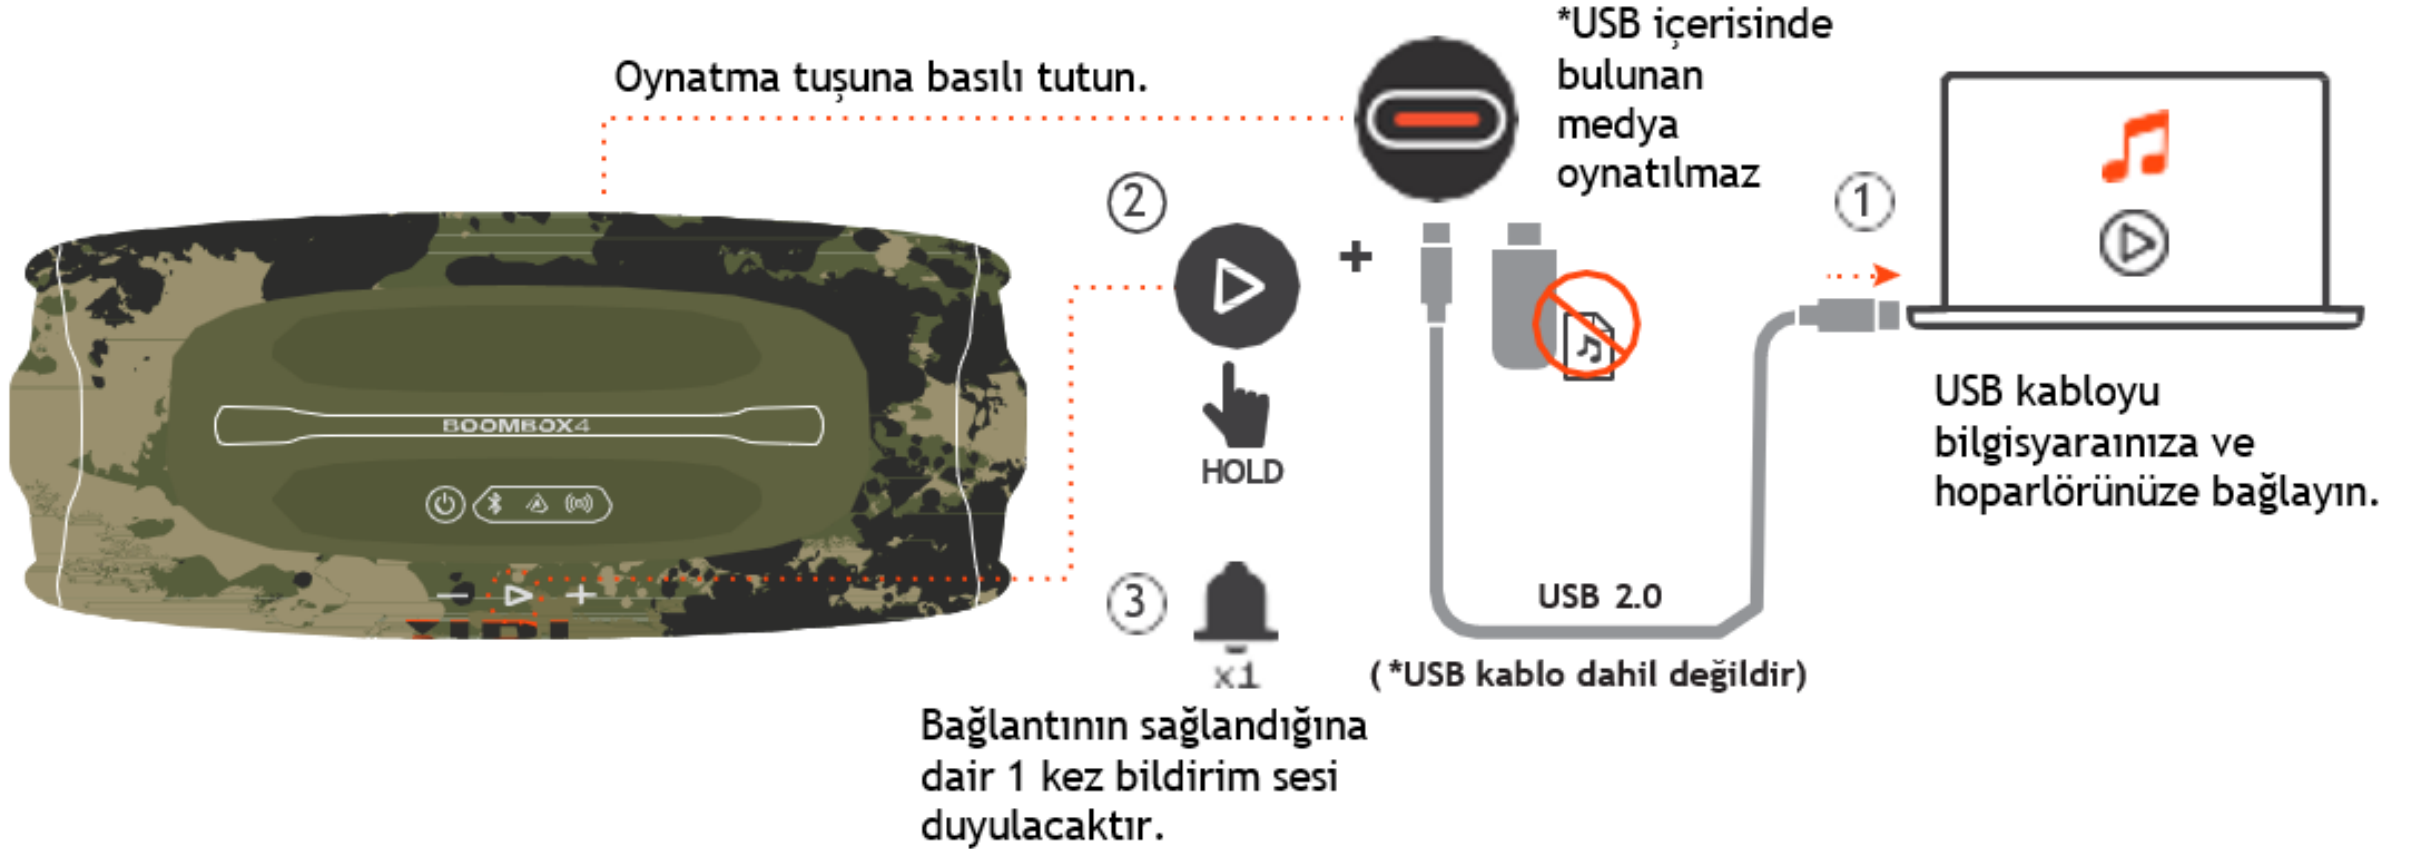 *USB içerisinde
bulunan
medya
oynatılmaz
Oynatma tuşuna basılı tutun.
2
1
+
HOLD
BOOMBOX4
USB kabloyu
bilgisyaraınıza ve
hoparlörünüze bağlayın.
3
x1
USB 2.0
(*USB kablo dahil değildir)
Bağlantının sağlandığına
dair 1 kez bildirim sesi
duyulacaktır.